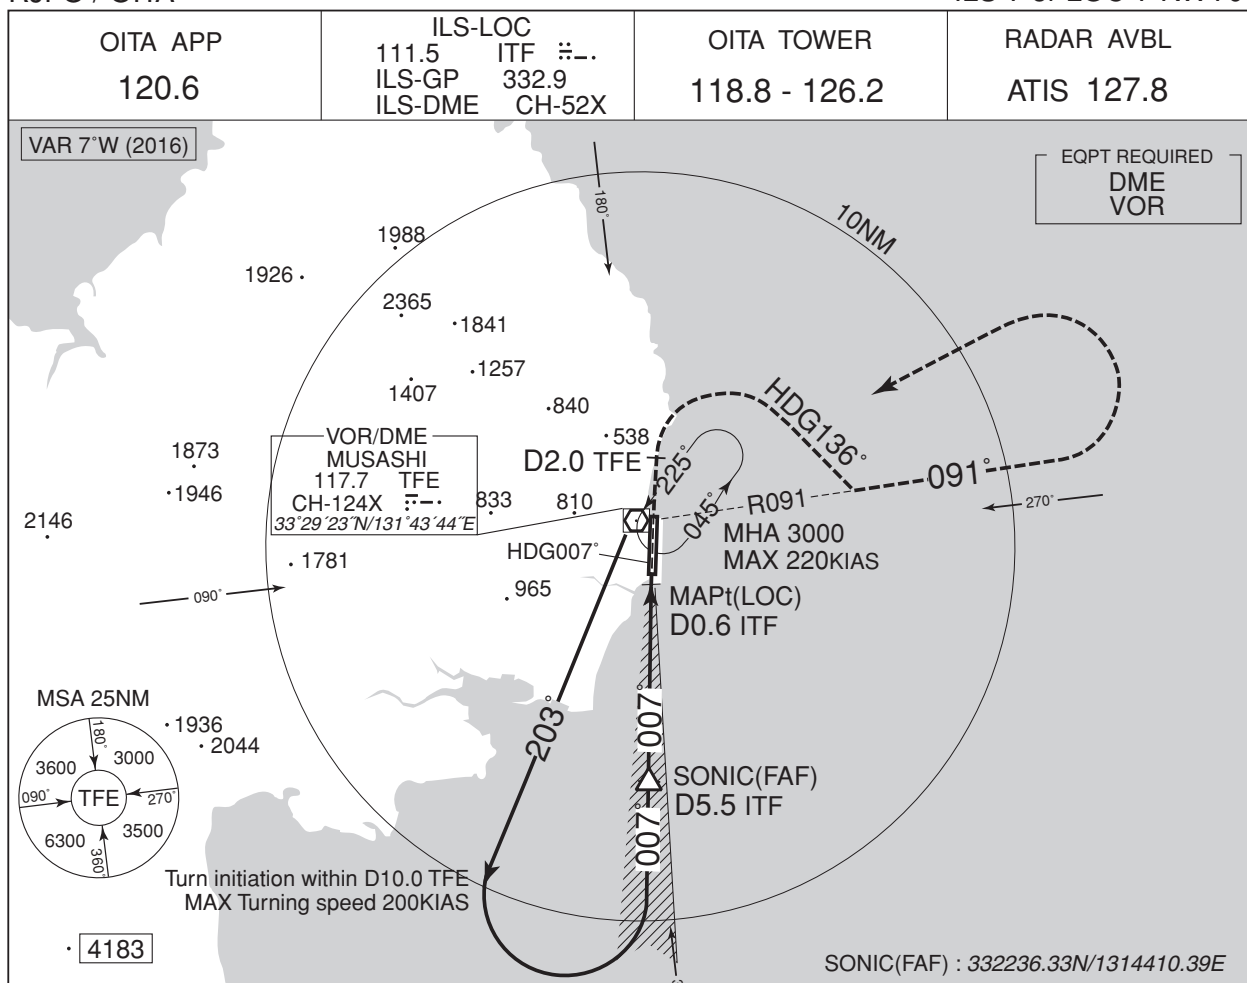 OITA APP
120.6
ILS-LOC
111.5 ITF
ILS-GP 332.9
ILS-DME CH-52X
OITA TOWER
118.8 - 126.2
RADAR AVBL
ATIS 127.8
VAR 7˚W (2016)
EQPT REQUIRED
DME
VOR
180˚
10NM
1988
1926
2365
1841
1257
1407
840
538
HDG136˚
1873
1946
2146
VOR/DME
MUSASHI
117.7 TFE
CH-124X
33˚29´23˝N/131˚43´44˝E
D2.0 TFE
225˚
045˚
833
810
R091
091˚
270˚
MHA 3000
MAX 220KIAS
HDG007˚
1781
090˚
965
MAPt(LOC)
D0.6 ITF
203˚
007˚
SONIC(FAF)
D5.5 ITF
007˚
MSA 25NM
1936
2044
180˚
3600
3000
090˚
TFE
270˚
6300
3500
360˚
Turn initiation within D10.0 TFE
MAX Turning speed 200KIAS
4183
SONIC(FAF) : 332236.33N/1314410.39E